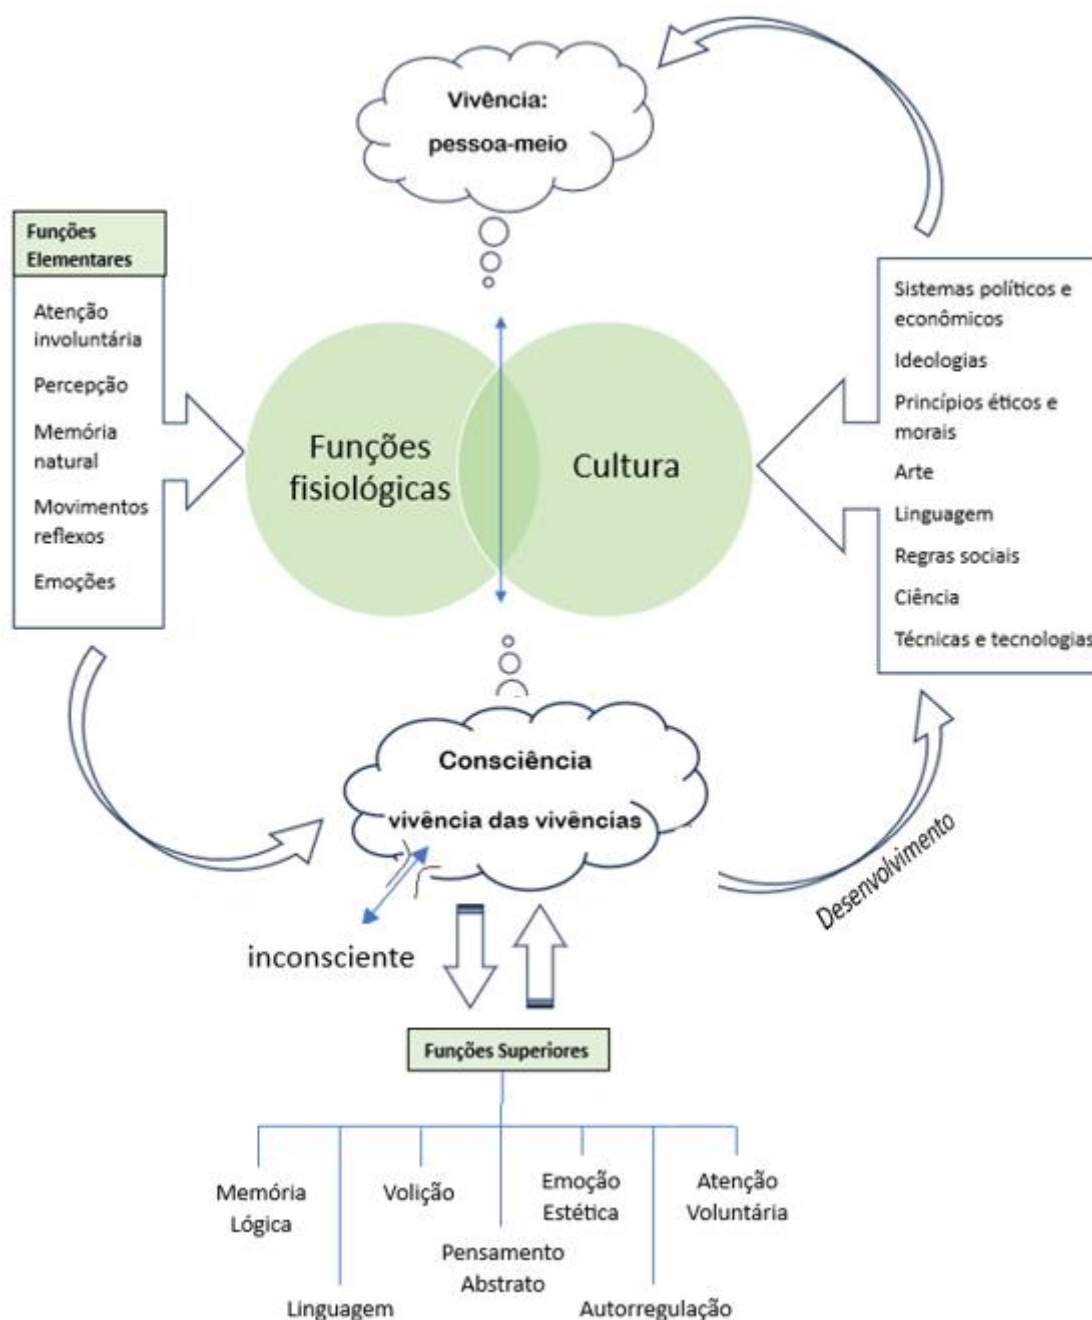 Vivência:
pessoa-meio
Funções
Elementares
Atenção
involuntária
Percepção
Memória
natural
Movimentos
reflexos
Emoções
Funções
fisiológicas
Cultura
Sistemas políticos e
econômicos
Ideologias
Princípios éticos e
morais
Arte
Linguagem
Regras sociais
Ciência
Técnicas e tecnologias
Consciência
vivência das vivências
Desenvolvimento
inconsciente
Funções Superiores
Memória
Lógica
Linguagem
Volição
Pensamento
Abstrato
Emoção
Estética
Autorregulação
Atenção
Voluntária